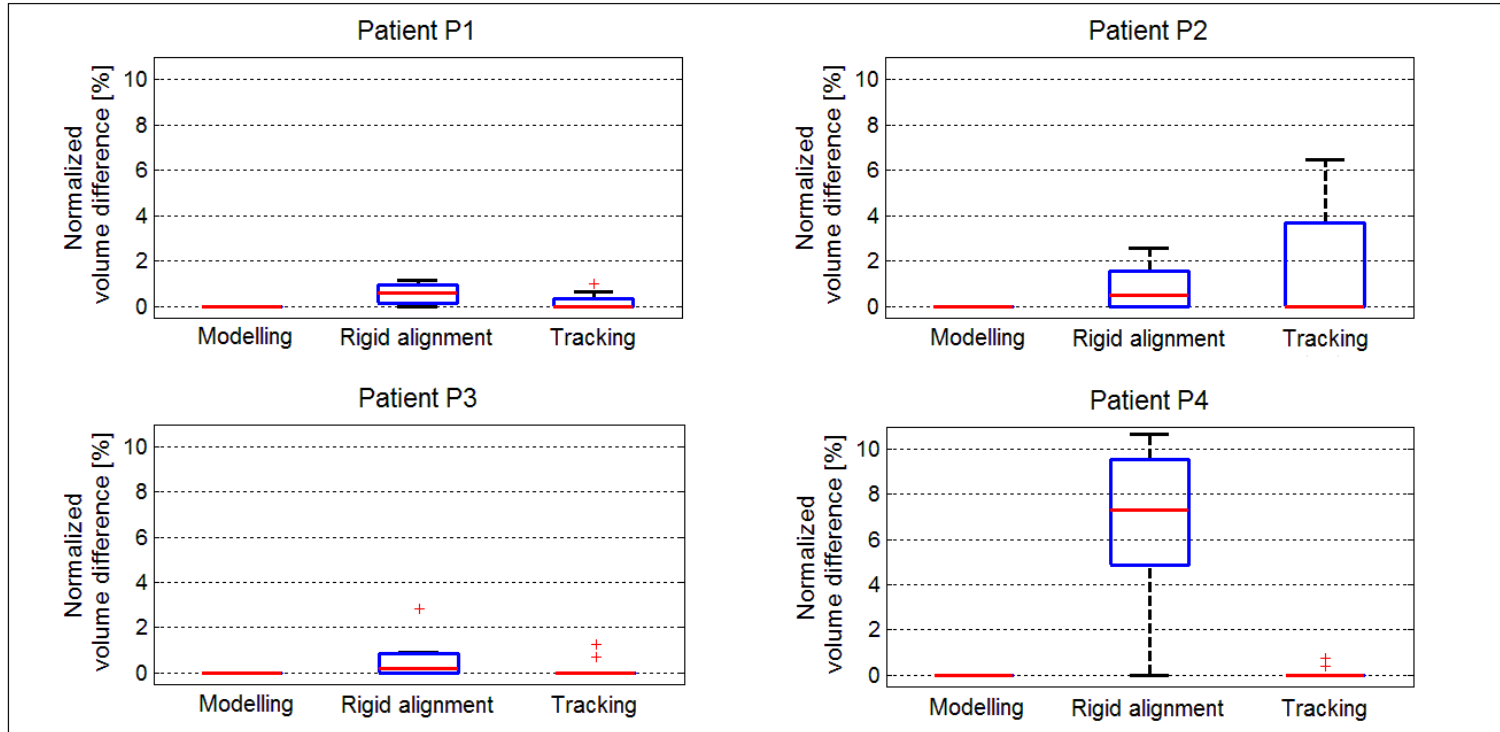 Patient P1
Normalized
volume difference [%]
10
8
6
4
2
0
Modelling
Rigid alignment
Tracking
Patient P2
Normalized
volume difference [%]
10
8
6
4
2
0
Modelling
Rigid alignment
Tracking
Patient P3
Normalized
volume difference [%]
10
8
6
4
2
0
Modelling
Rigid alignment
Tracking
Patient P4
Normalized
volume difference [%]
10
8
6
4
2
0
Modelling
Rigid alignment
Tracking